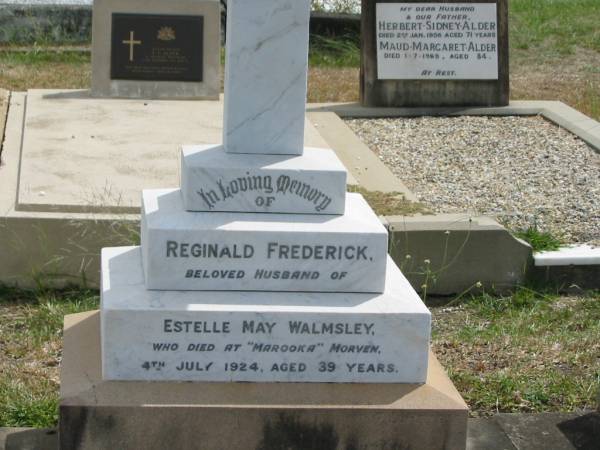 MY DEAR HUSBAND
& OUR FATHER,
HERBERT-SIDNEY-ALDER
DIED 2ND JAN. 1956 AGED 71 YEARS
MAUD-MARGARET-ALDER
DIED 1-7-1969, AGED 84.
AT REST.
In Loving Memory
OF
REGINALD FREDERICK,
BELOVED HUSBAND OF
ESTELLE MAY WALMSLEY,
WHO DIED AT "MAROOKA" MORVEN,
4TH JULY 1924, AGED 39 YEARS.